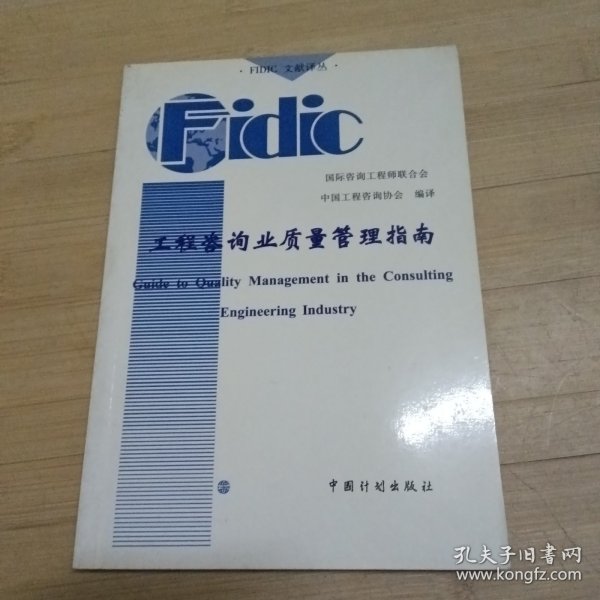 · FIDIC 文献译丛 ·
Fidic
国际咨询工程师联合会
中国工程咨询协会 编译
工程咨询业质量管理指南
Guide to Quality Management in the Consulting
Engineering Industry
中国计划出版社
孔夫子旧书网
www.kongfz.com